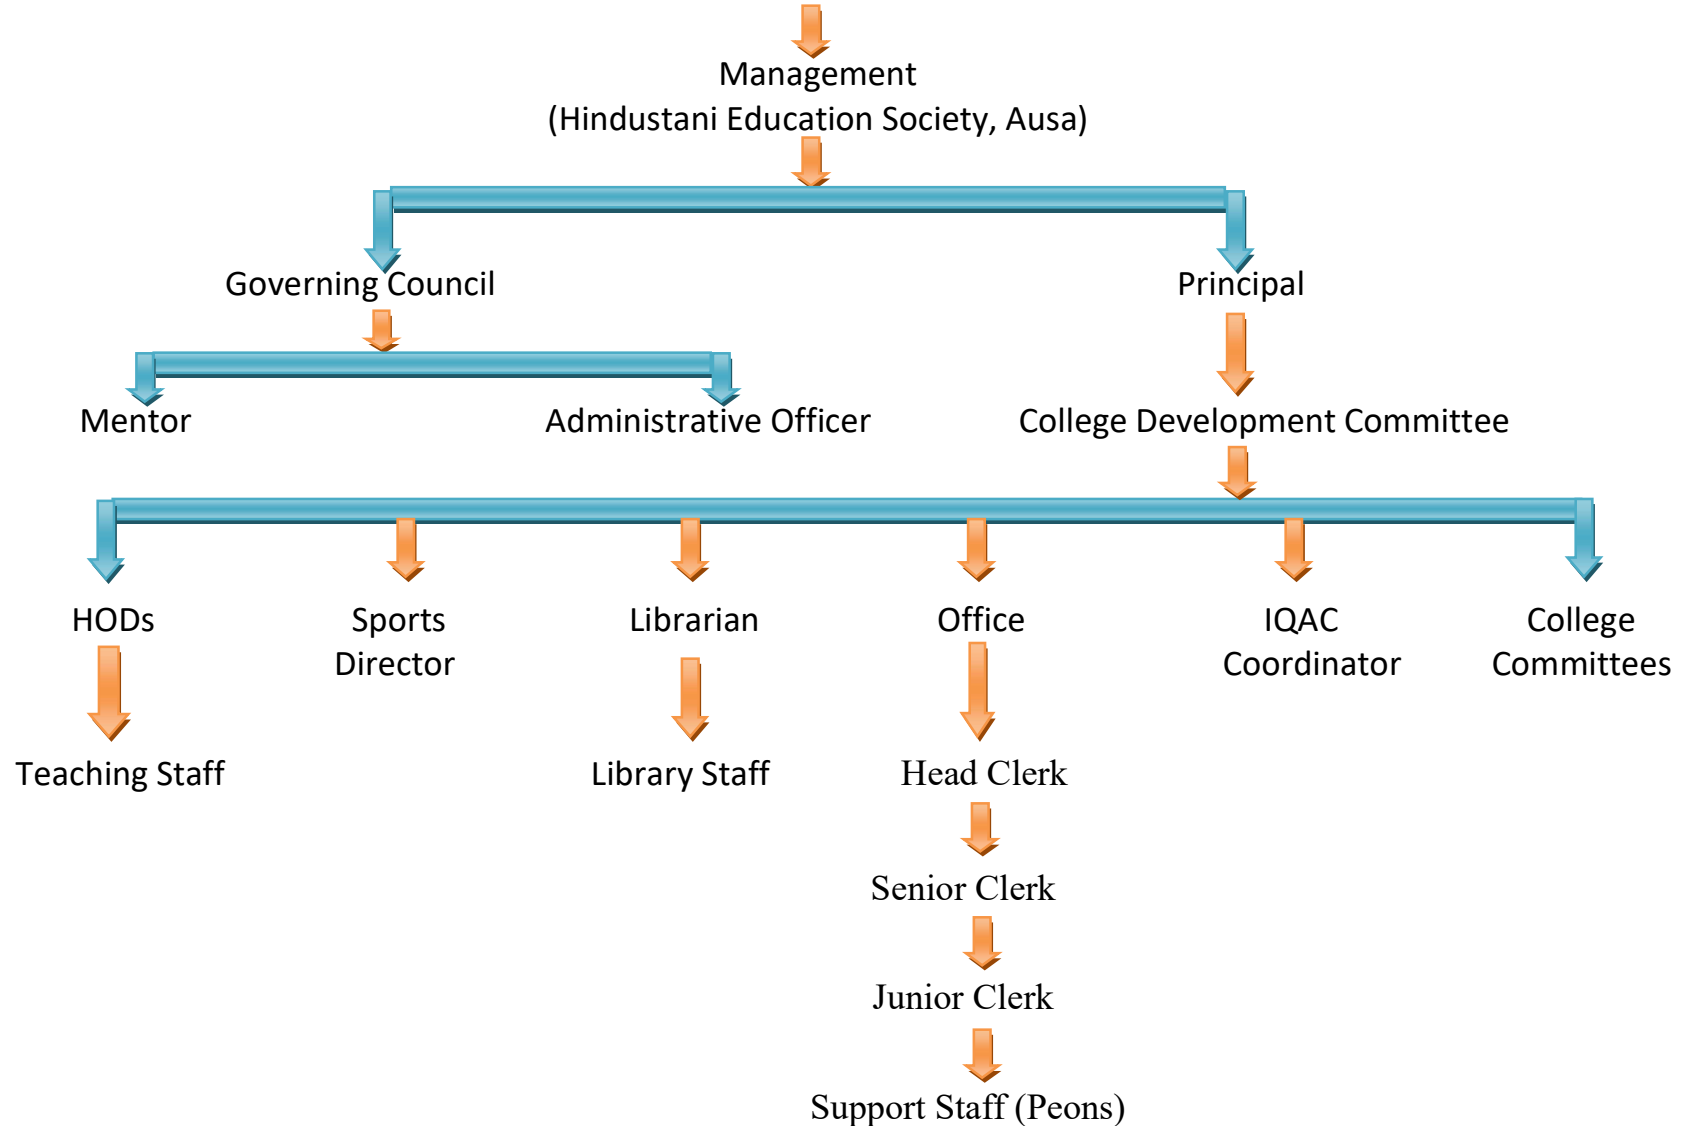 Management
(Hindustani Education Society, Ausa)
Governing Council
Principal
Mentor
Administrative Officer
College Development Committee
HODs
Sports
Director
Librarian
Office
IQAC
Coordinator
College
Committees
Teaching Staff
Library Staff
Head Clerk
Senior Clerk
Junior Clerk
Support Staff (Peons)